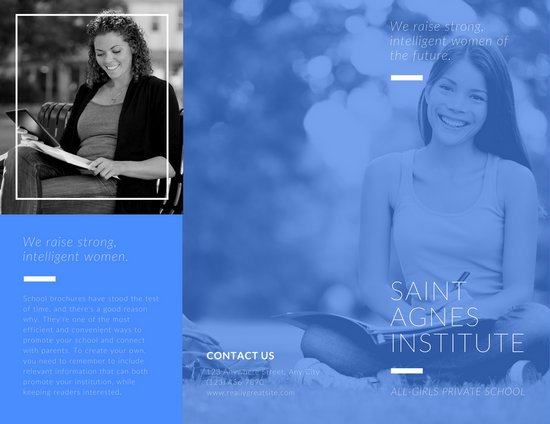 We raise strong,
intelligent women.
School brochures have stood the test
of time, and there's a good reason
why. They're one of the most
efficient and convenient ways to
promote your school and connect
with parents. To create your own,
you need to remember to include
relevant information that can both
promote your institution, while
keeping readers interested.
CONTACT US
123 Anywhere Street, Any City
(123) 456 7890
www.reallygreatsite.com
We raise strong,
intelligent women of
the future.
SAINT
AGNES
INSTITUTE
ALL-GIRLS PRIVATE SCHOOL